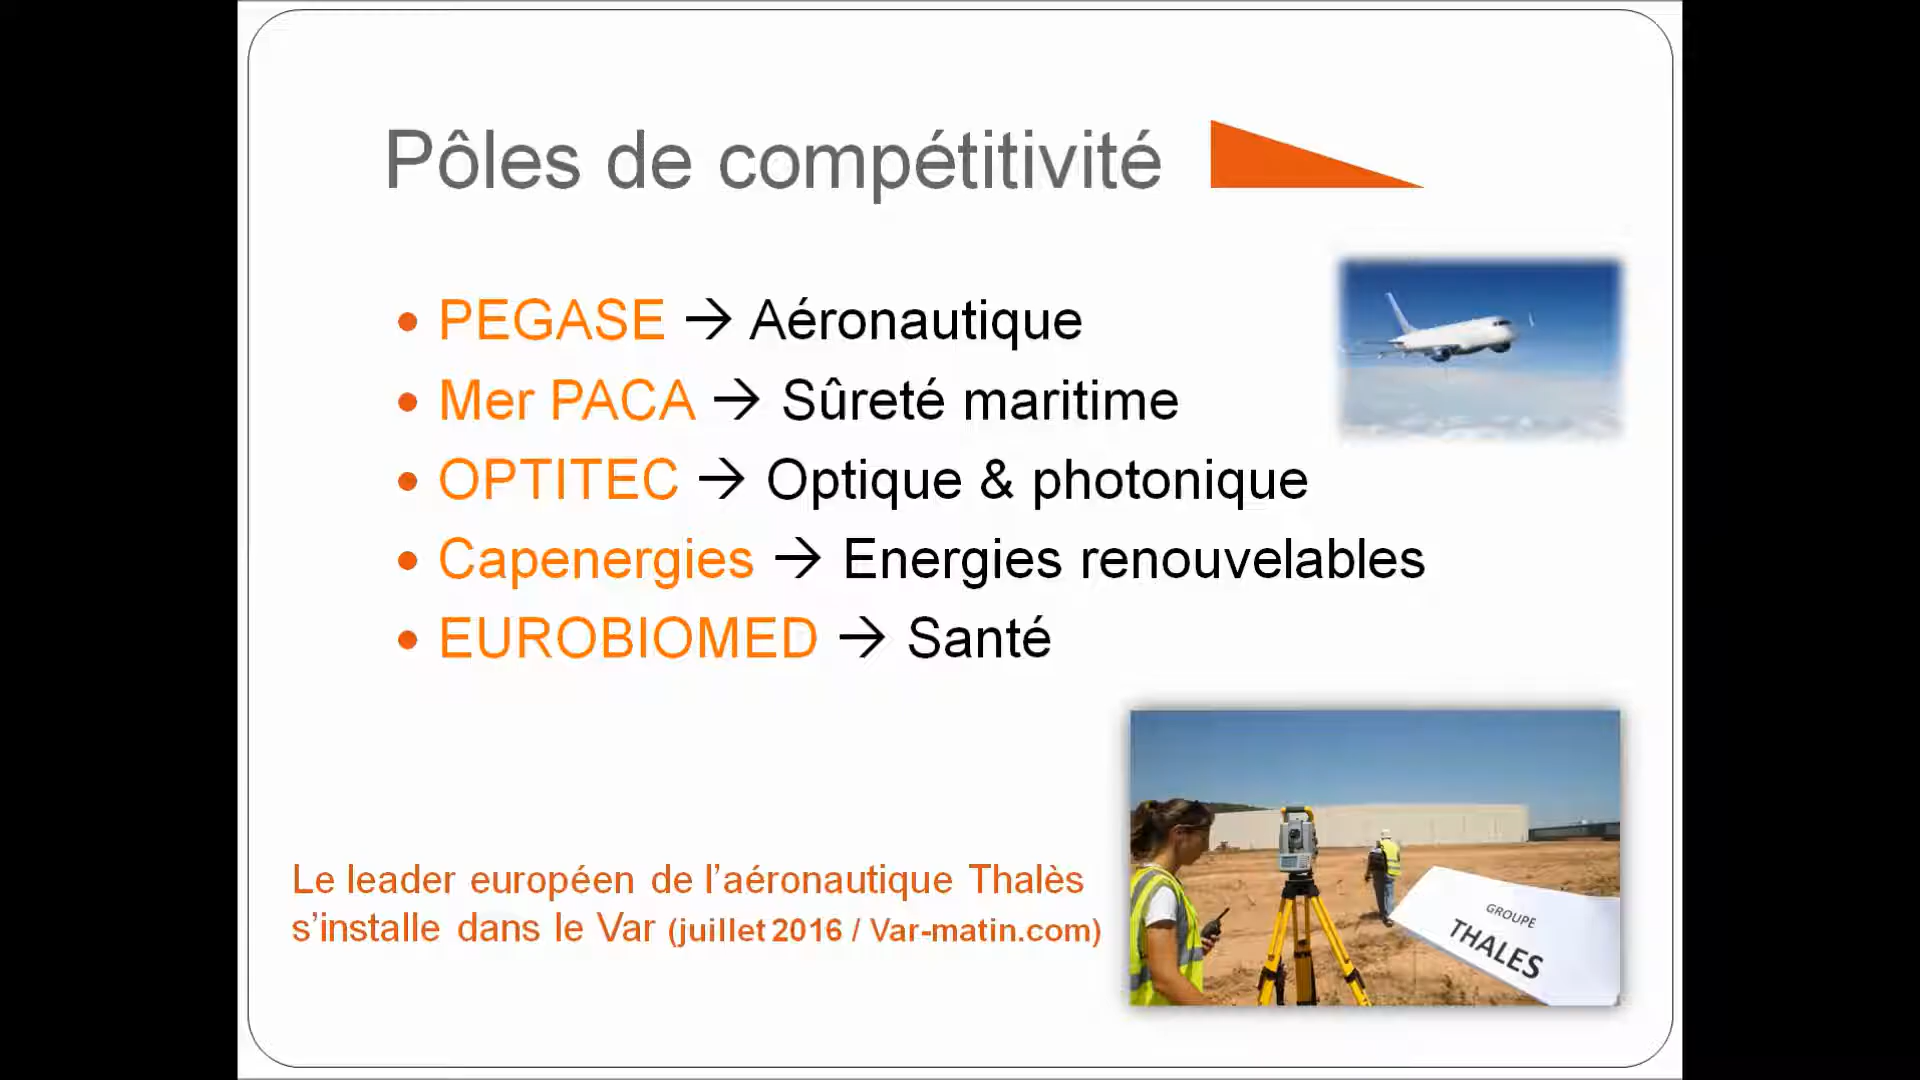 Pôles de compétitivité
• PEGASE → Aéronautique
• Mer PACA → Sûreté maritime
• OPTITEC → Optique & photonique
• Capenergies → Energies renouvelables
• EUROBIOMED → Santé
Le leader européen de l’aéronautique Thalès
s’installe dans le Var (juillet 2016 / Var-matin.com)
GROUPE
THALES